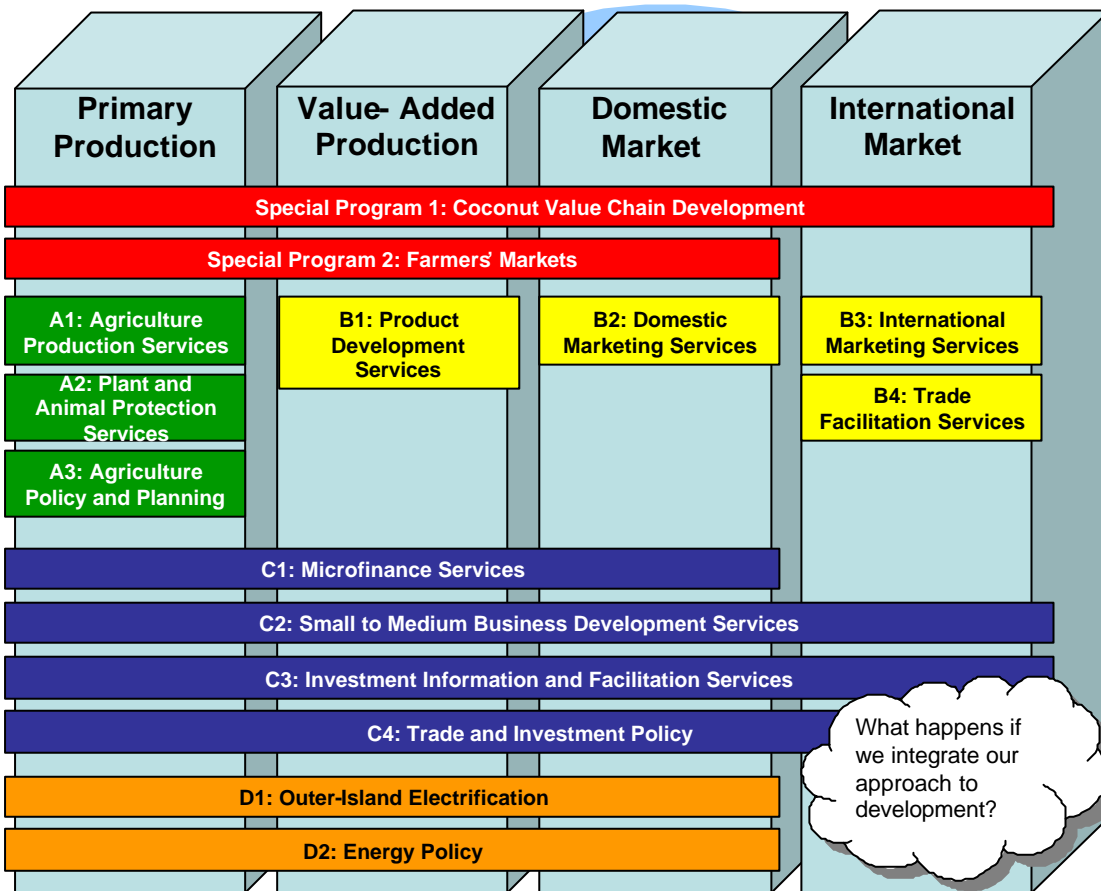 Primary
Production
Value- Added
Production
Domestic
Market
International
Market
Special Program 1: Coconut Value Chain Development
Special Program 2: Farmers' Markets
A1: Agriculture
Production Services
B1: Product
Development
Services
B2: Domestic
Marketing Services
B3: International
Marketing Services
A2: Plant and
Animal Protection
Services
B4: Trade
Facilitation Services
A3: Agriculture
Policy and Planning
C1: Microfinance Services
C2: Small to Medium Business Development Services
C3: Investment Information and Facilitation Services
C4: Trade and Investment Policy
What happens if
we integrate our
approach to
development?
D1: Outer-Island Electrification
D2: Energy Policy